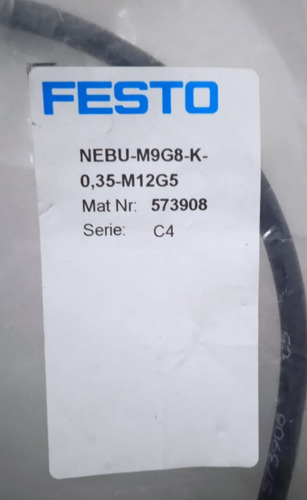 FESTO
NEBU-M9G8-K-
0,35-M12G5
Mat Nr: 573908
Serie: C4